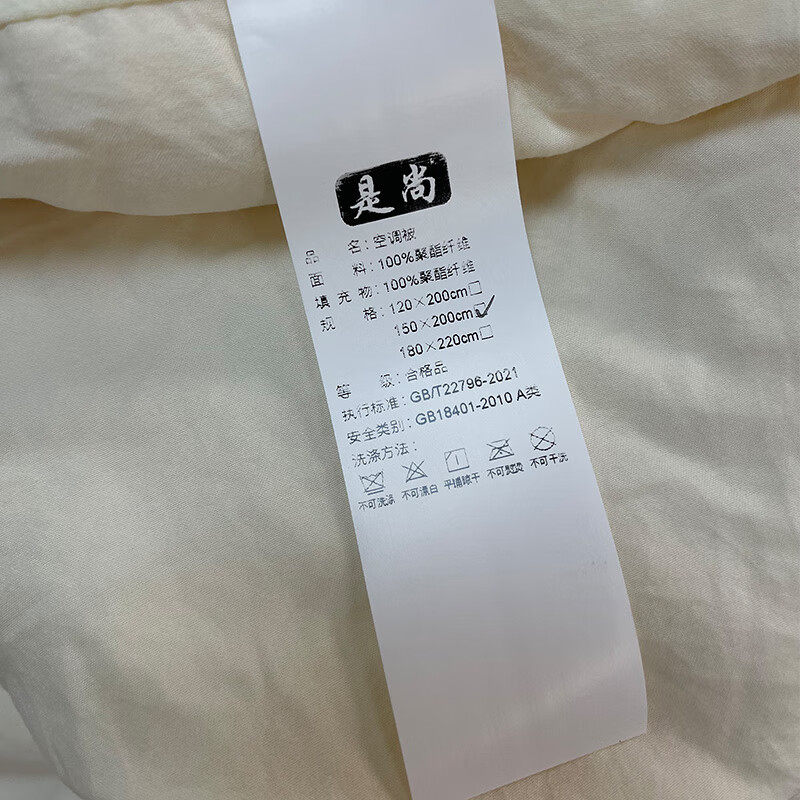 是尚
品 名：空调被
面 料：100%聚酯纤维
填 充 物：100%聚酯纤维
规 格：120×200cm□
150×200cm☑
180×220cm□
等 级：合格品
执行标准：GB/T22796-2021
安全类别：GB18401-2010 A类
洗涤方法：
不可洗涤 不可漂白 平铺晾干 不可熨烫 不可干洗